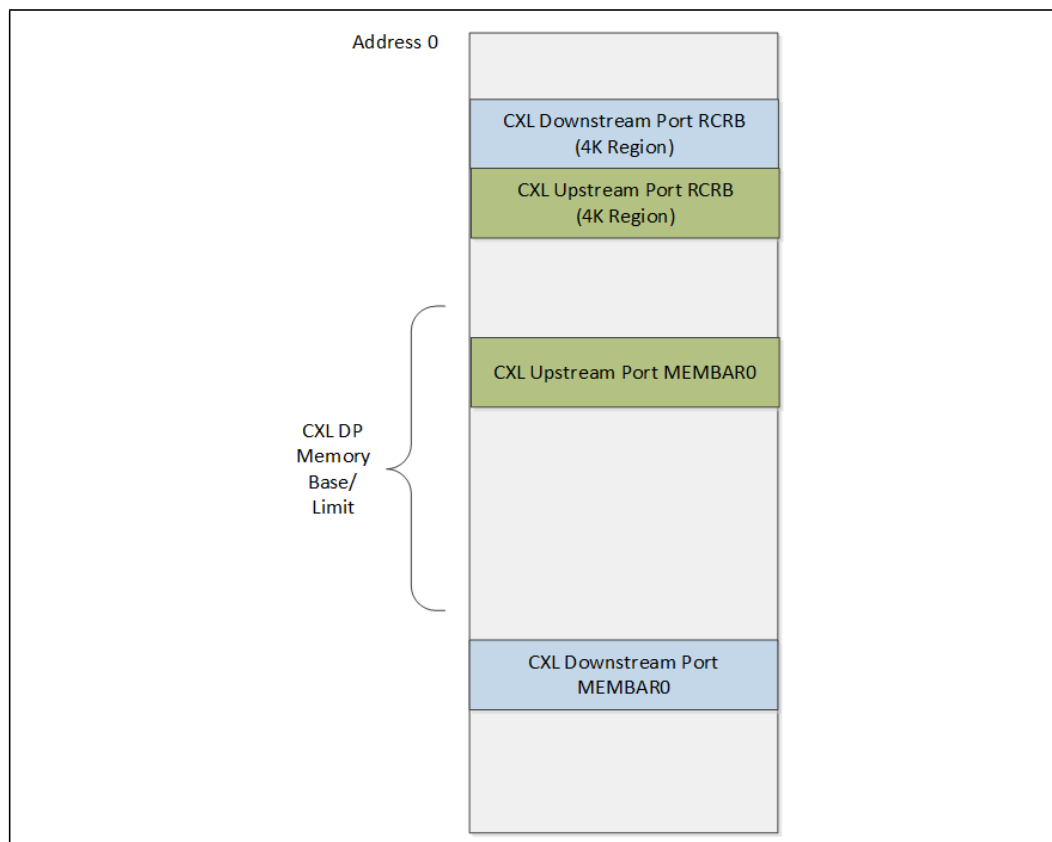 Address 0
CXL Downstream Port RCRB
(4K Region)
CXL Upstream Port RCRB
(4K Region)
CXL Upstream Port MEMBAR0
CXL DP
Memory
Base/
Limit
CXL Downstream Port
MEMBAR0